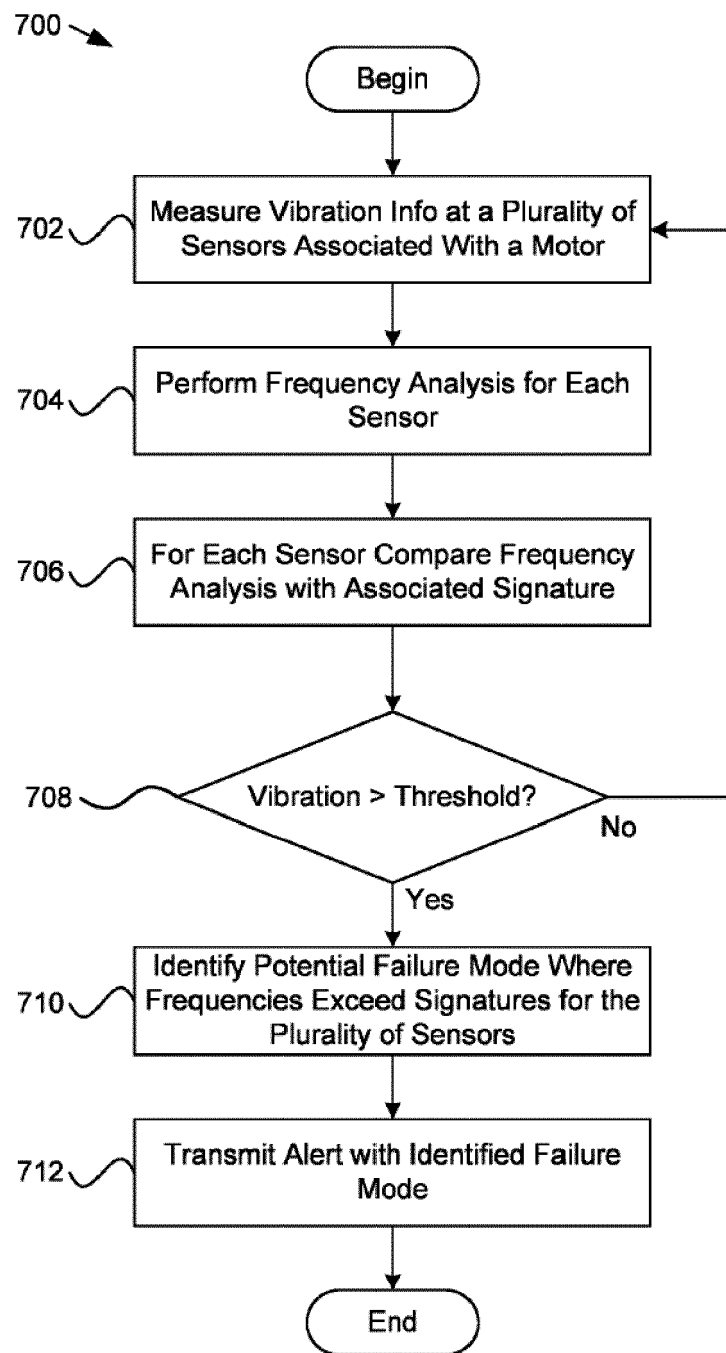 700
Begin
702
Measure Vibration Info at a Plurality of
Sensors Associated With a Motor
704
Perform Frequency Analysis for Each
Sensor
706
For Each Sensor Compare Frequency
Analysis with Associated Signature
708
Vibration > Threshold?
No
Yes
710
Identify Potential Failure Mode Where
Frequencies Exceed Signatures for the
Plurality of Sensors
712
Transmit Alert with Identified Failure
Mode
End